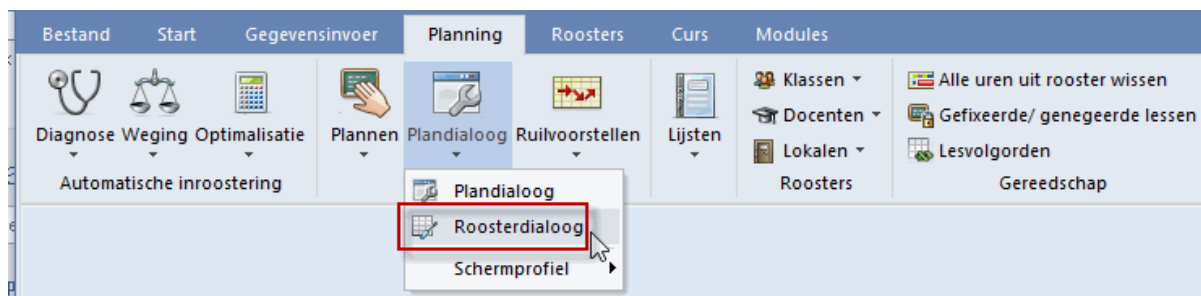 Bestand Start Gegevensinvoer Planning Roosters Curs Modules
Klassen Alle uren uit rooster wissen
Docenten Gefixeerde/ genegeerde lessen
Diagnose Weging Optimalisatie Plannen Plandialoog Ruilvoorstellen Lijsten
Lokalen Lesvolgorden
Automatische inroostering Roosters Gereedschap
Plandialoog
Roosterdialoog
Schermprofiel